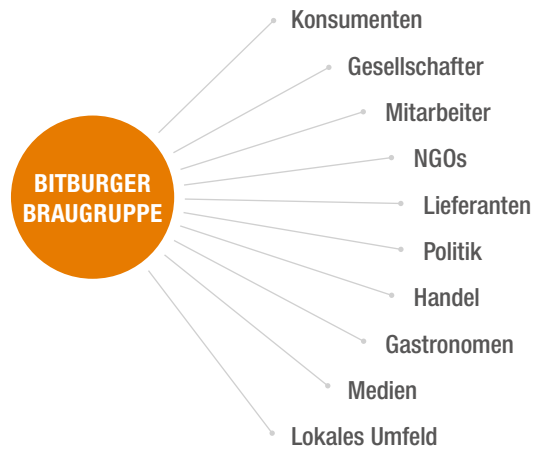 Konsumenten
Gesellschafter
Mitarbeiter
NGOs
BITBURGER
BRAUGRUPPE
Lieferanten
Politik
Handel
Gastronomen
Medien
Lokales Umfeld